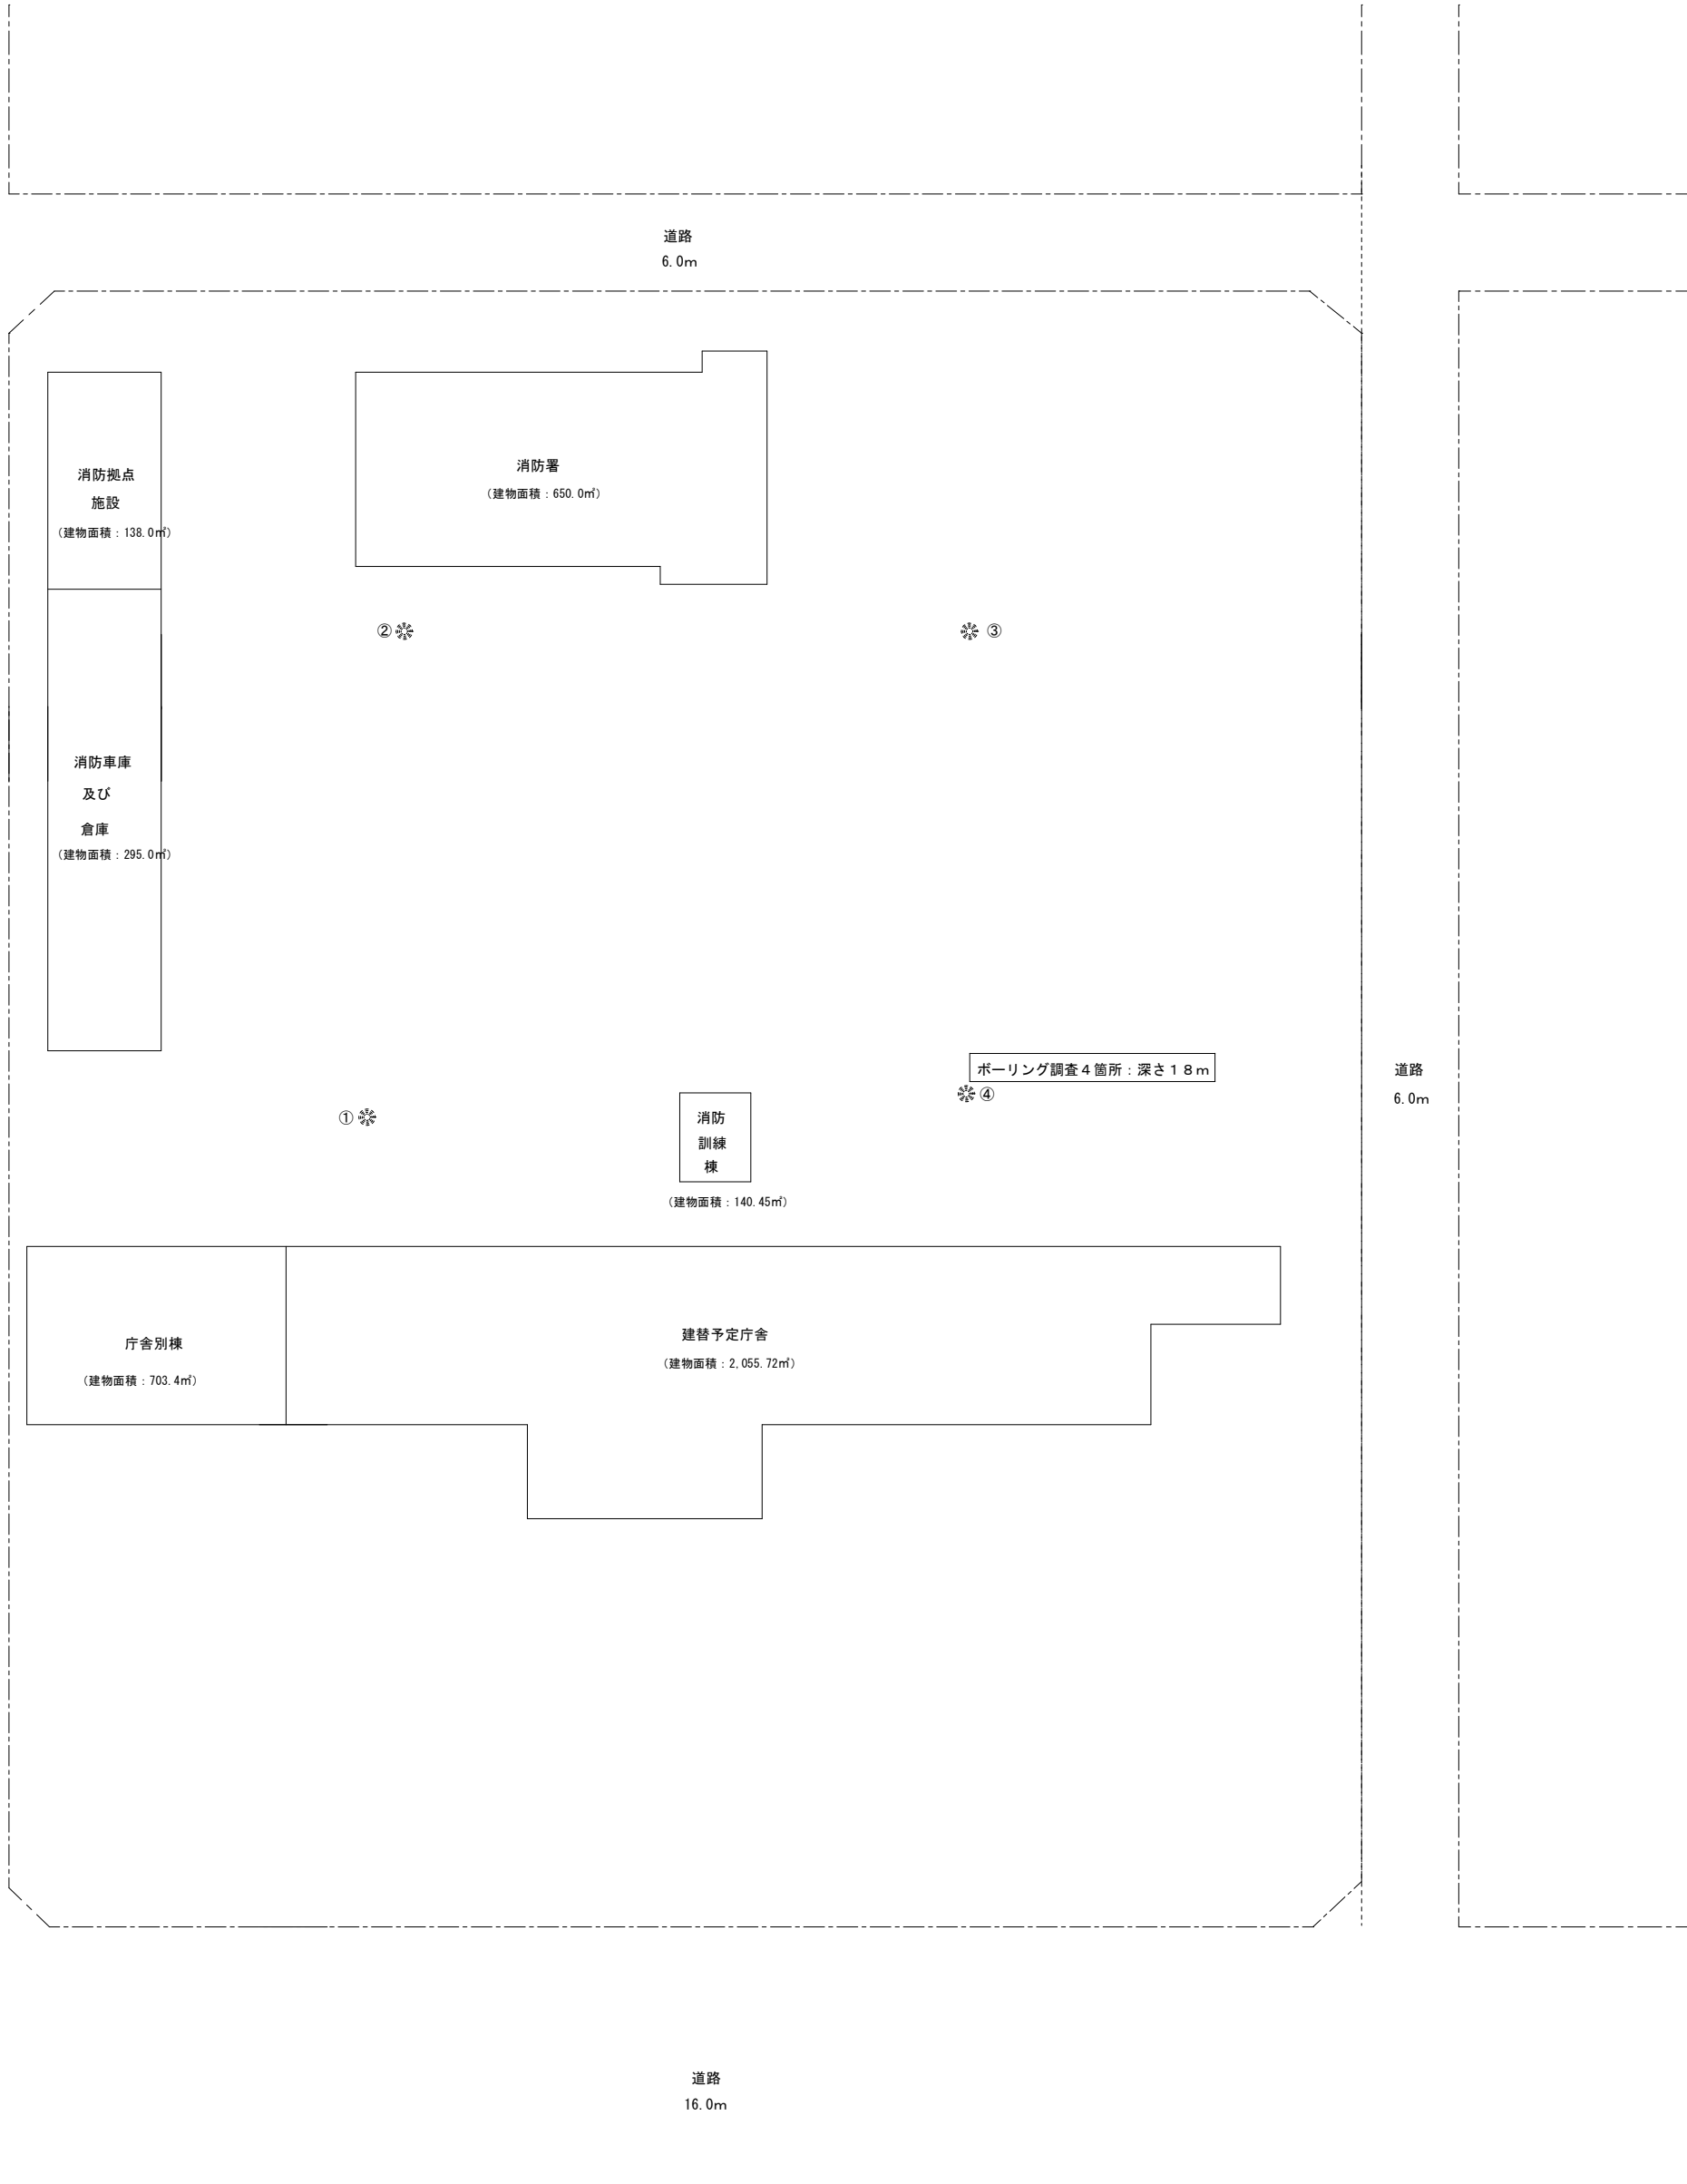 道路
6.0m
消防拠点
施設
(建物面積:138.0㎡)
消防署
(建物面積:650.0㎡)
②
③
消防車庫
及び
倉庫
(建物面積:295.0㎡)
ボーリング調査4箇所:深さ18m
④
①
消防
訓練
棟
(建物面積:140.45㎡)
道路
6.0m
庁舎別棟
(建物面積:703.4㎡)
建替予定庁舎
(建物面積:2,055.72㎡)
道路
16.0m